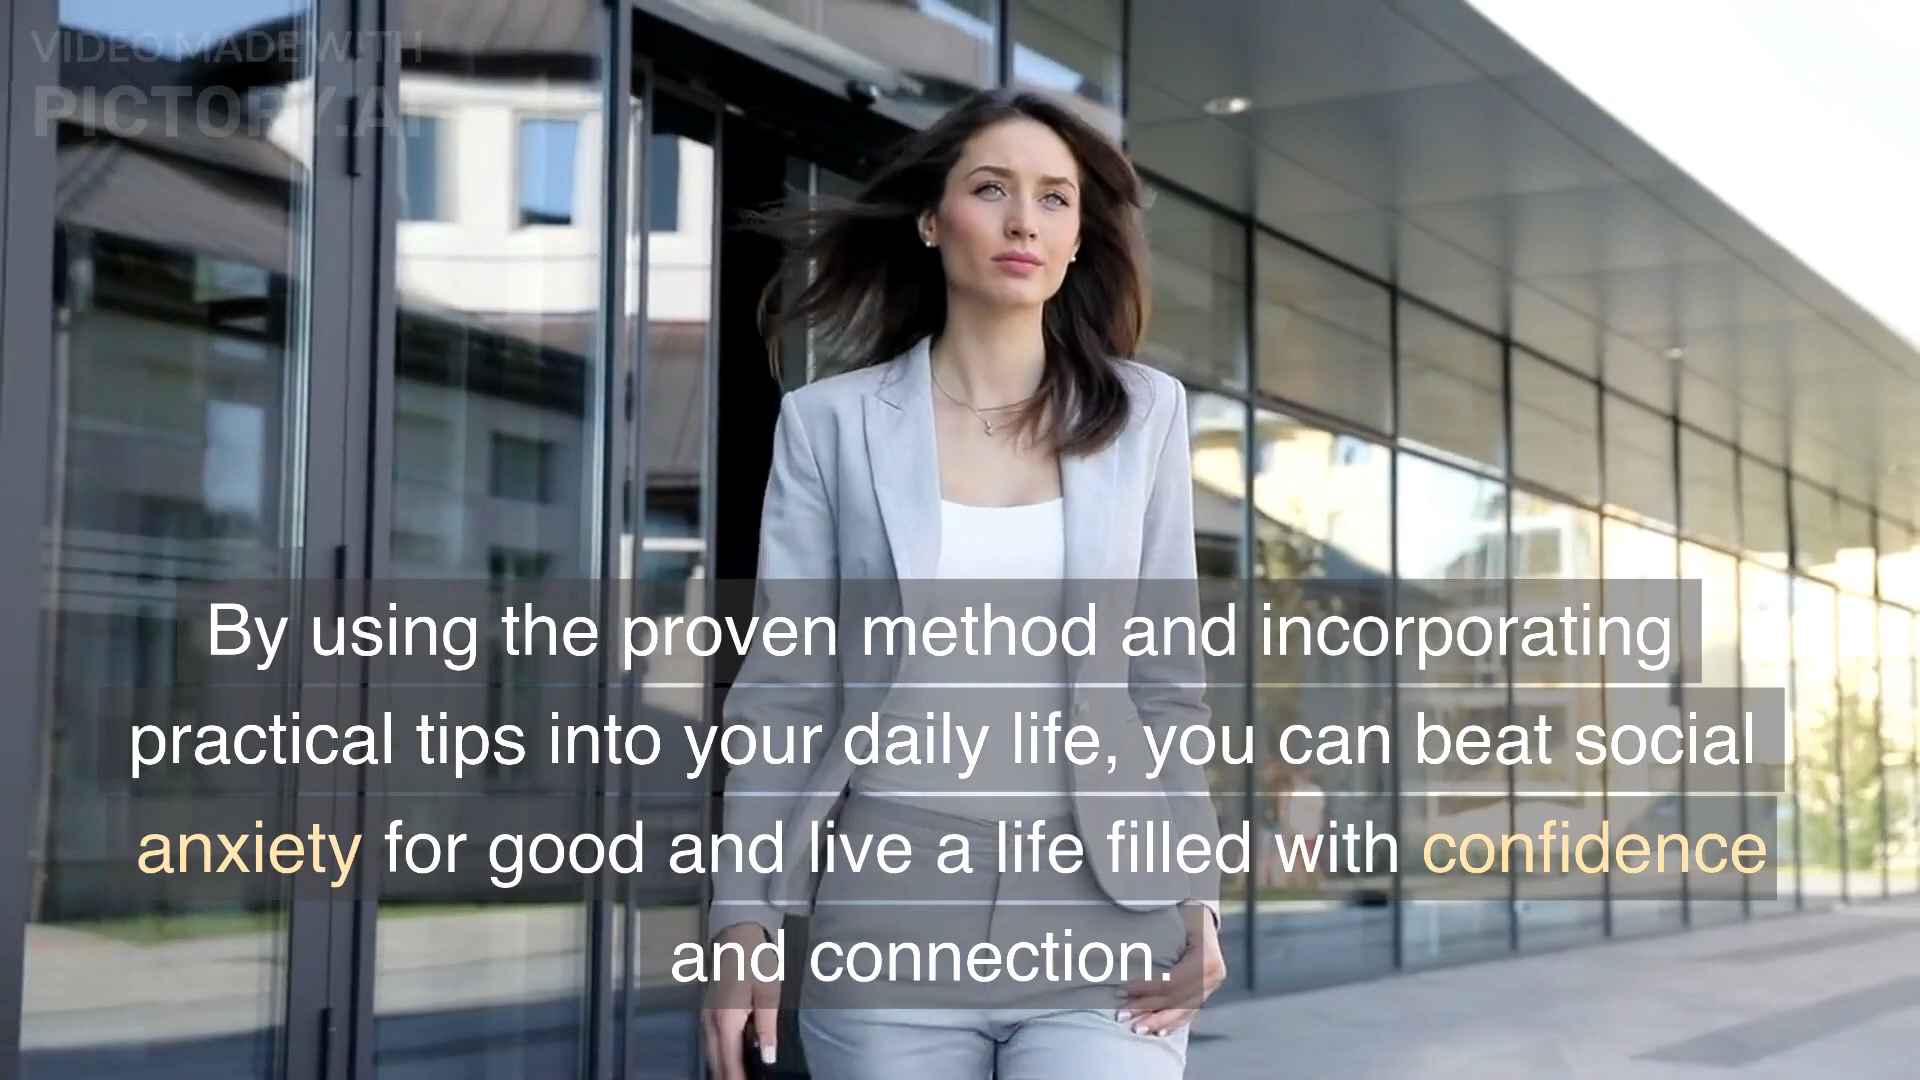 VIDEO MADE WITH
PICTORY.AI
By using the proven method and incorporating
practical tips into your daily life, you can beat social
anxiety for good and live a life filled with confidence
and connection.